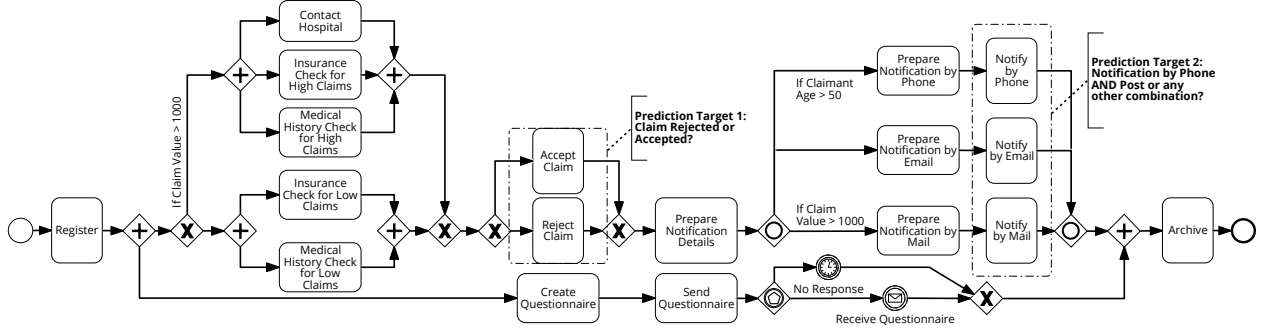 Contact
Hospital
Insurance
Check for
High Claims
Medical
History Check
for High
Claims
If Claim Value > 1000
Insurance
Check for Low
Claims
Medical
History Check
for Low
Claims
Register
Accept
Claim
Reject
Claim
Prediction Target 1:
Claim Rejected or
Accepted?
Prepare
Notification
Details
If Claimant
Age > 50
If Claim
Value > 1000
Prepare
Notification by
Phone
Prepare
Notification by
Email
Prepare
Notification by
Mail
Notify
by
Phone
Notify
by Email
Notify
by Mail
Prediction Target 2:
Notification by Phone
AND Post or any
other combination?
Archive
Create
Questionnaire
Send
Questionnaire
No Response
Receive Questionnaire